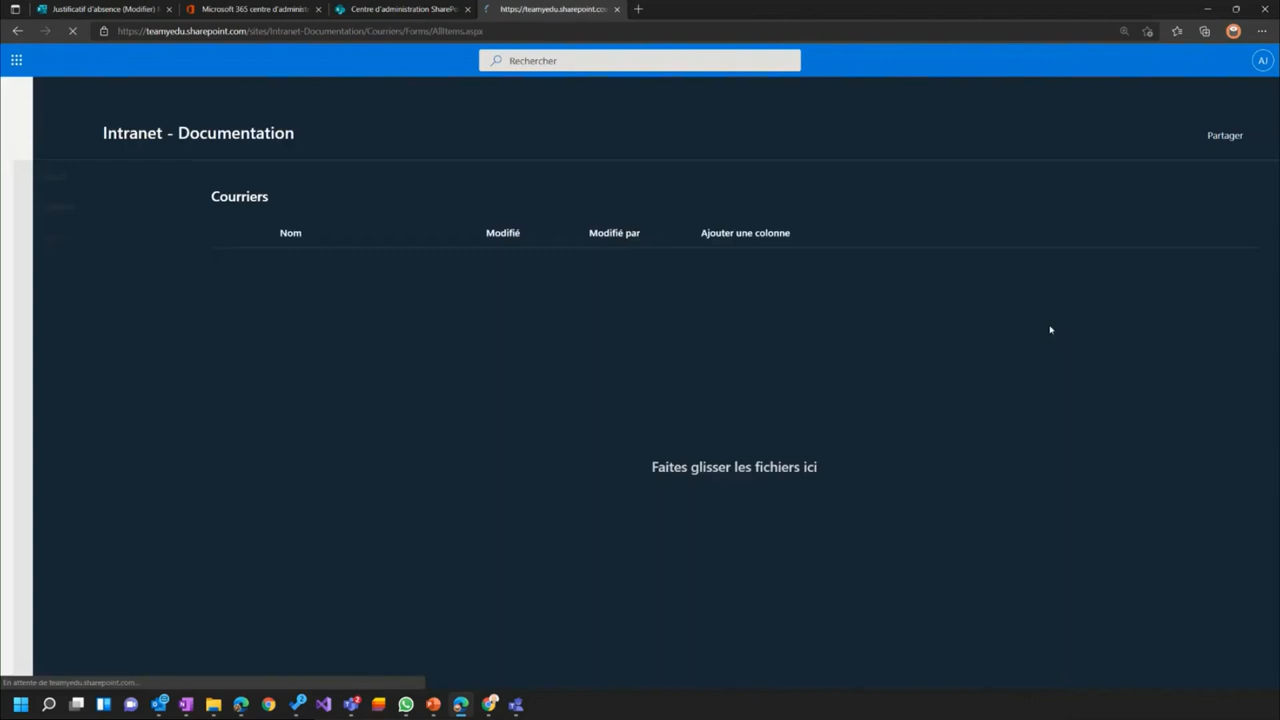 Justificatif d'absence (Modifier)
Microsoft 365 centre d'administ
Centre d'administration SharePo
https://teamyedu.sharepoint.com
https://teamyedu.sharepoint.com/sites/Intranet-Documentation/Courriers/Forms/AllItems.aspx
Rechercher
AJ
Intranet - Documentation
Partager
Courriers
Nom
Modifié
Modifié par
Ajouter une colonne
Faites glisser les fichiers ici
En attente de teamyedu.sharepoint.com...